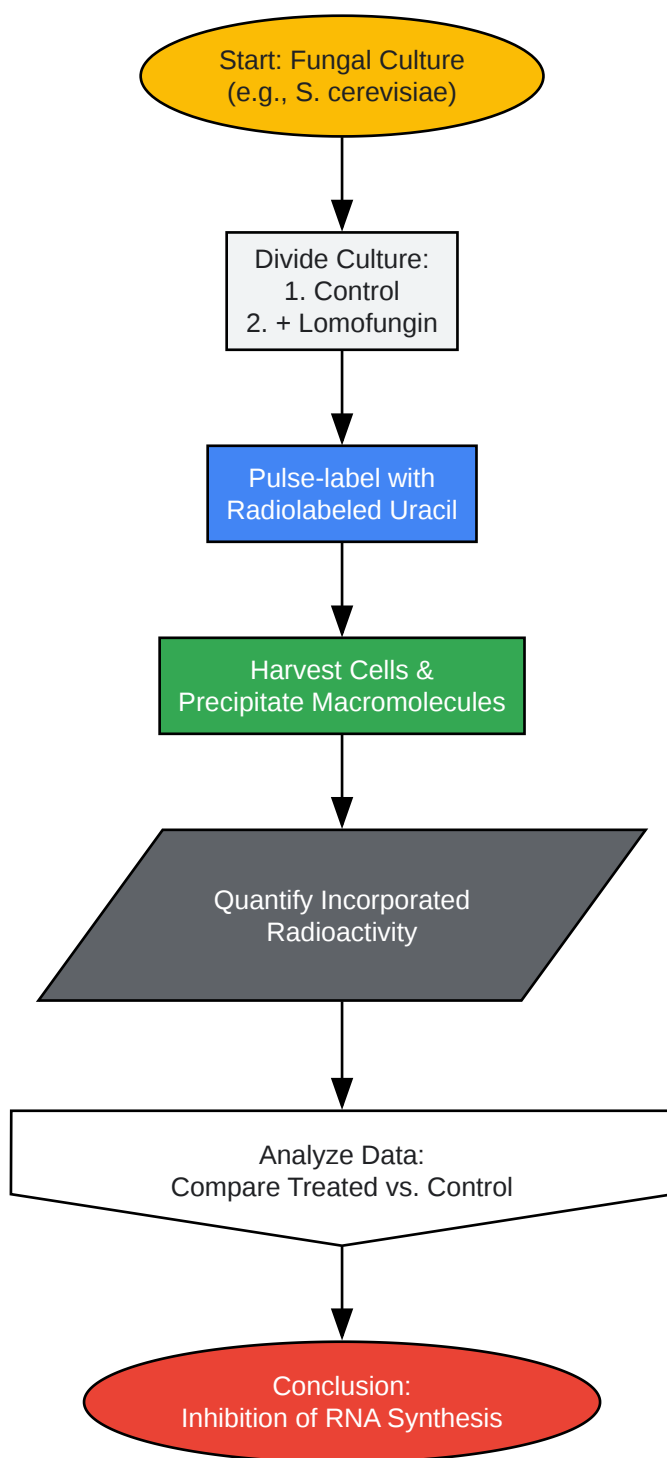 Start: Fungal Culture
(e.g., S. cerevisiae)
Divide Culture:
1. Control
2. + Lomofungin
Pulse-label with
Radiolabeled Uracil
Harvest Cells &
Precipitate Macromolecules
Quantify Incorporated
Radioactivity
Analyze Data:
Compare Treated vs. Control
Conclusion:
Inhibition of RNA Synthesis